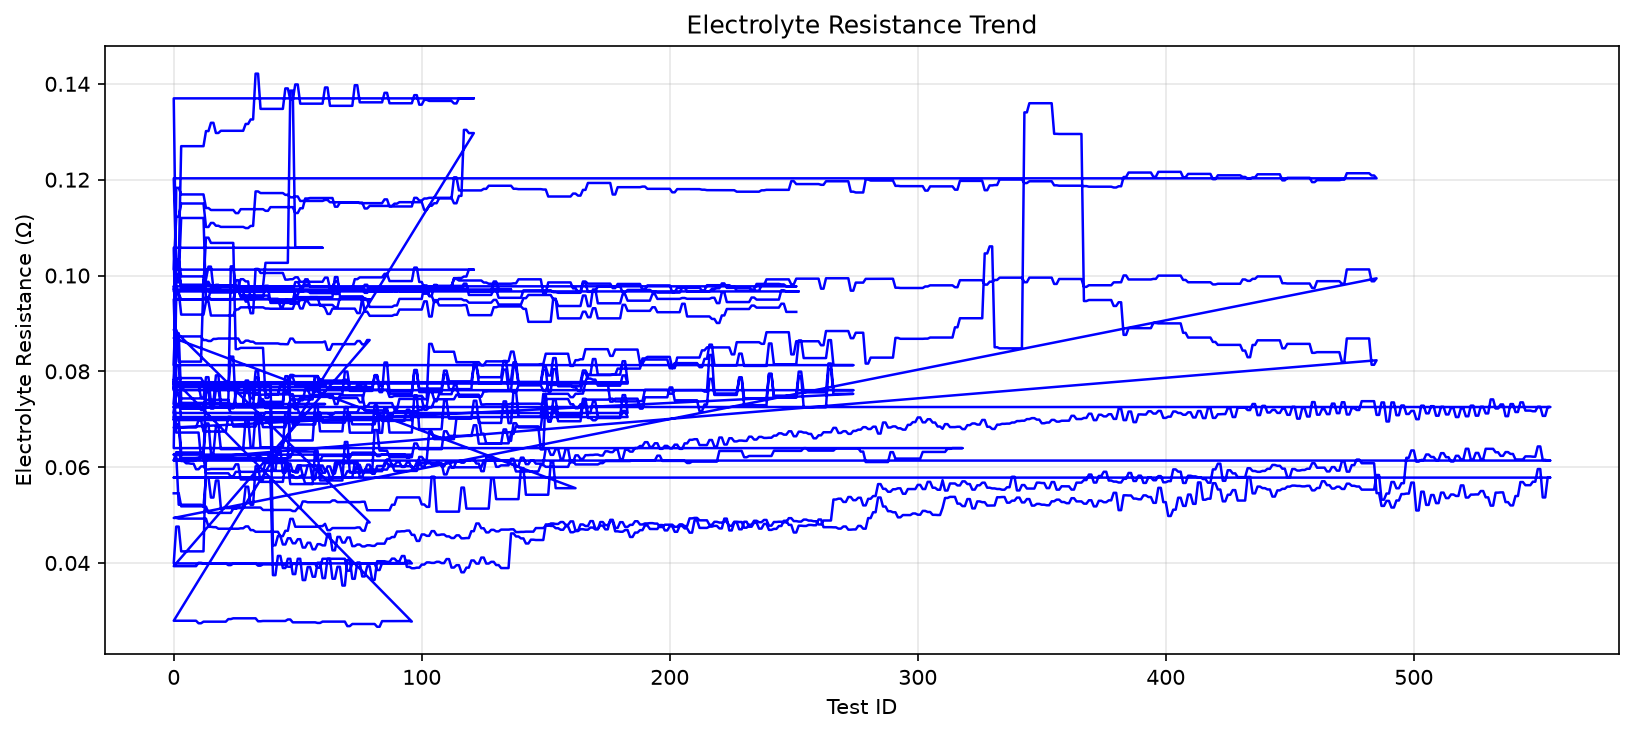 Electrolyte Resistance Trend
Electrolyte Resistance (Ω)
0.14
0.12
0.10
0.08
0.06
0.04
0 100 200 300 400 500
Test ID